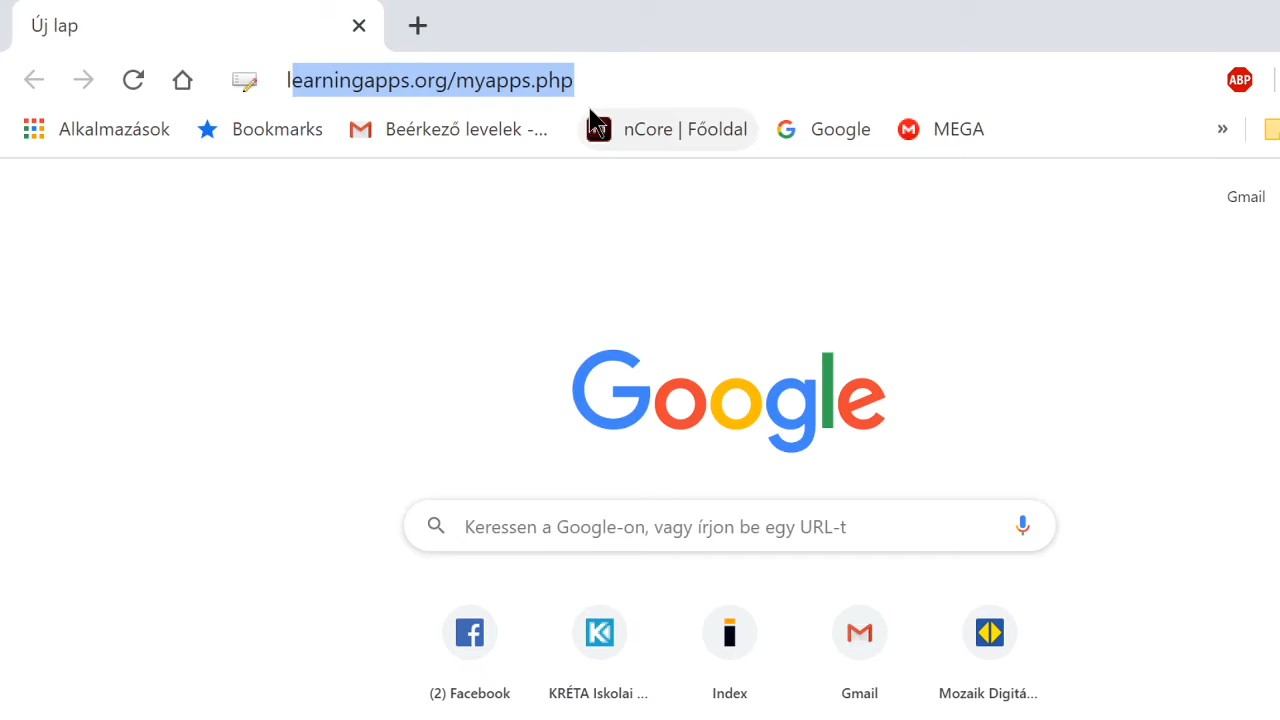 Új lap
learningapps.org/myapps.php
ABP
Alkalmazások Bookmarks Beérkező levelek -... nCore | Főoldal Google MEGA »
Gmail
Google
Keressen a Google-on, vagy írjon be egy URL-t
(2) Facebook KRÉTA Iskolai ... Index Gmail Mozaik Digitá...